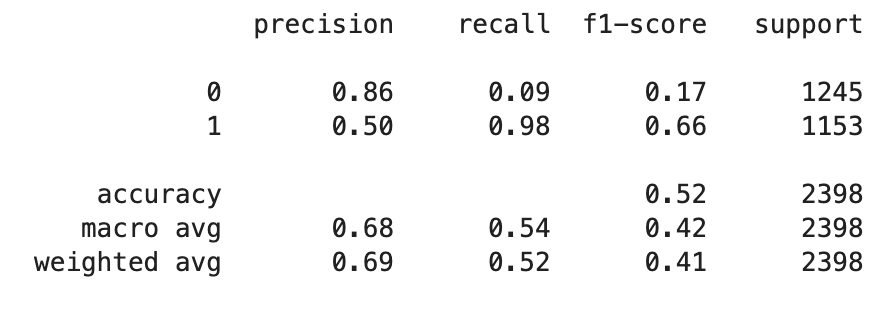 precision recall f1-score support
0 0.86 0.09 0.17 1245
1 0.50 0.98 0.66 1153
accuracy 0.52 2398
macro avg 0.68 0.54 0.42 2398
weighted avg 0.69 0.52 0.41 2398